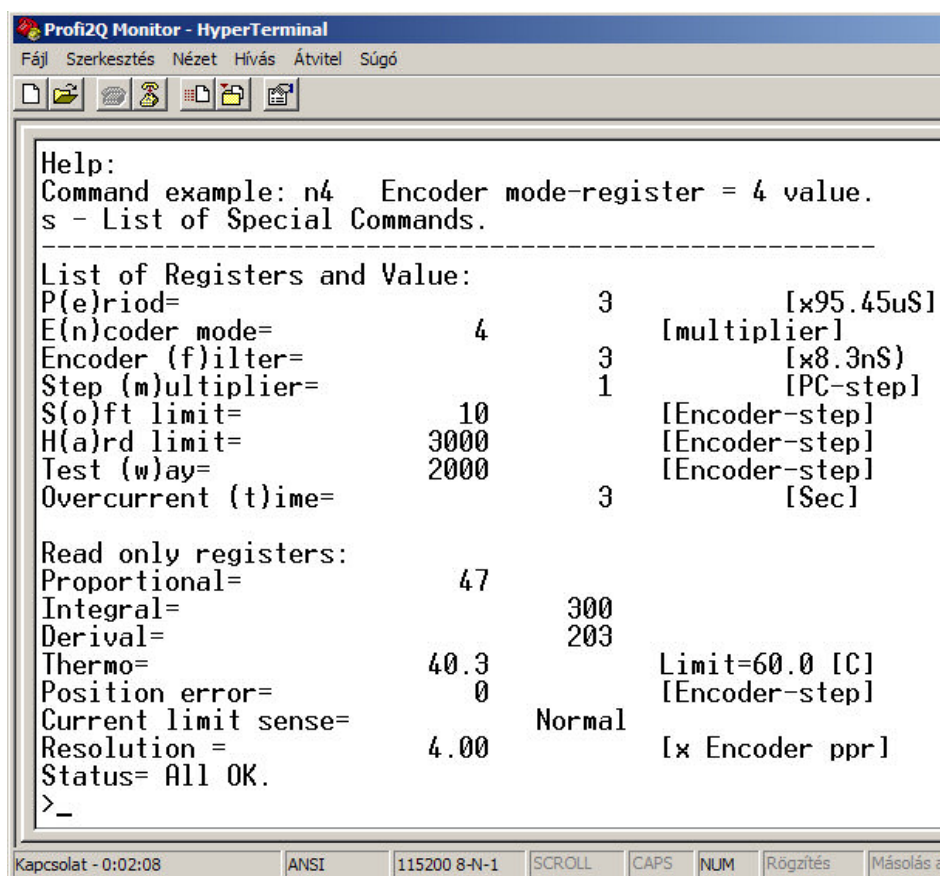 Profi2Q Monitor - HyperTerminal
Fájl Szerkesztés Nézet Hívás Átvitel Súgó
Help:
Command example: n4 Encoder mode-register = 4 value.
s - List of Special Commands.
------------------------------------------------------
List of Registers and Value:
P(e)riod= 3 [x95.45uS]
E(n)coder mode= 4 [multiplier]
Encoder (f)ilter= 3 [x8.3nS)
Step (m)ultiplier= 1 [PC-step]
S(o)ft limit= 10 [Encoder-step]
H(a)rd limit= 3000 [Encoder-step]
Test (w)ay= 2000 [Encoder-step]
Overcurrent (t)ime= 3 [Sec]
Read only registers:
Proportional= 47
Integral= 300
Derival= 203
Thermo= 40.3 Limit=60.0 [C]
Position error= 0 [Encoder-step]
Current limit sense= Normal
Resolution = 4.00 [x Encoder ppr]
Status= All OK.
>_
Kapcsolat - 0:02:08 ANSI 115200 8-N-1 SCROLL CAPS NUM Rögzítés Másolás